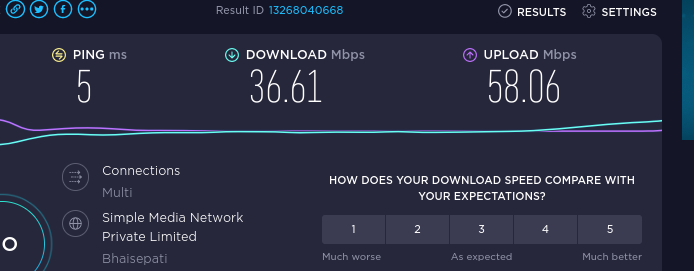 Result ID 13268040668
RESULTS SETTINGS
PING ms DOWNLOAD Mbps UPLOAD Mbps
5 36.61 58.06
Connections
Multi
Simple Media Network
Private Limited
Bhaisepati
HOW DOES YOUR DOWNLOAD SPEED COMPARE WITH
YOUR EXPECTATIONS?
1 2 3 4 5
Much worse As expected Much better
O